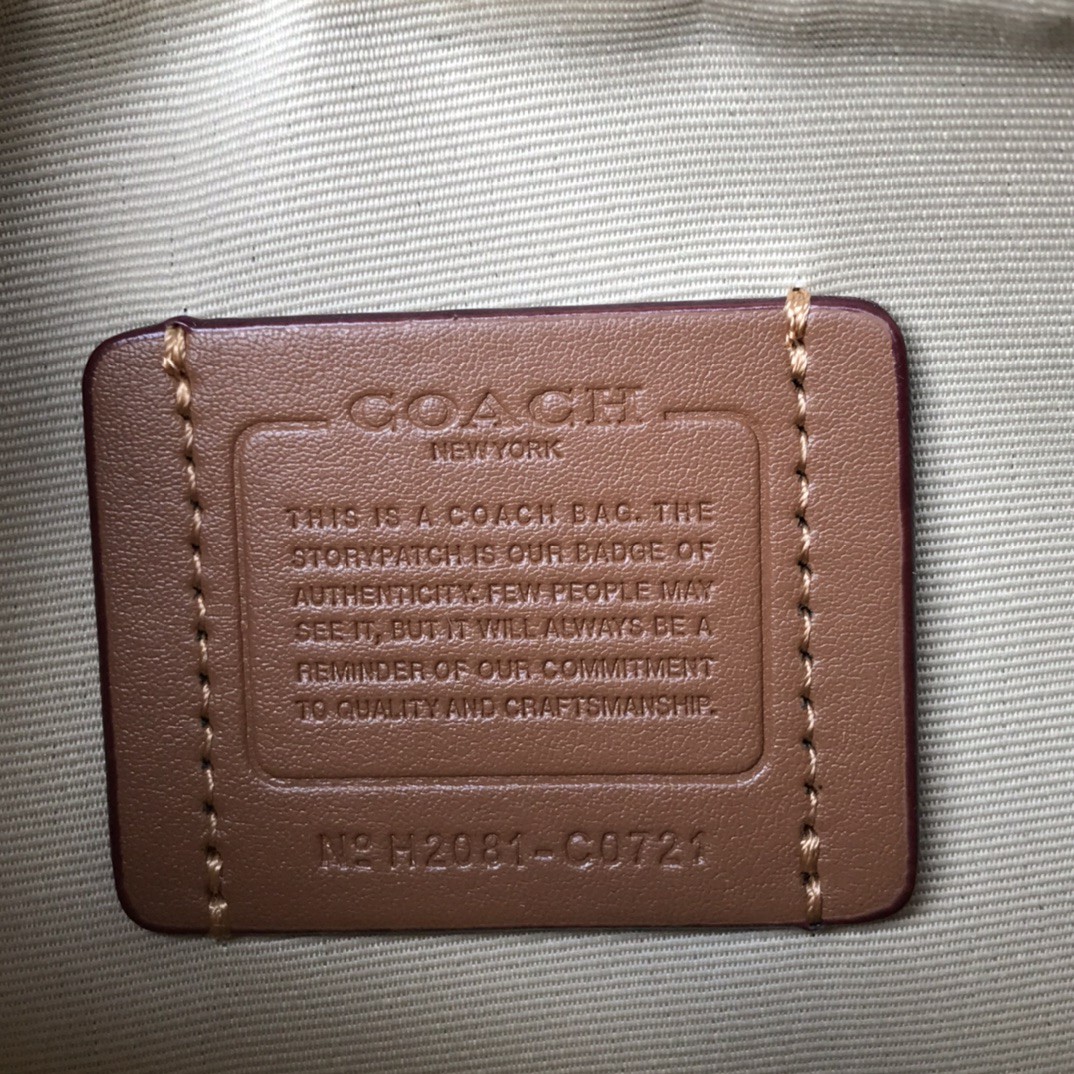 COACH
NEW YORK
THIS IS A COACH BAG. THE
STORYPATCH IS OUR BADGE OF
AUTHENTICITY. FEW PEOPLE MAY
SEE IT, BUT IT WILL ALWAYS BE A
REMINDER OF OUR COMMITMENT
TO QUALITY AND CRAFTSMANSHIP.
Nº H2081-C0721